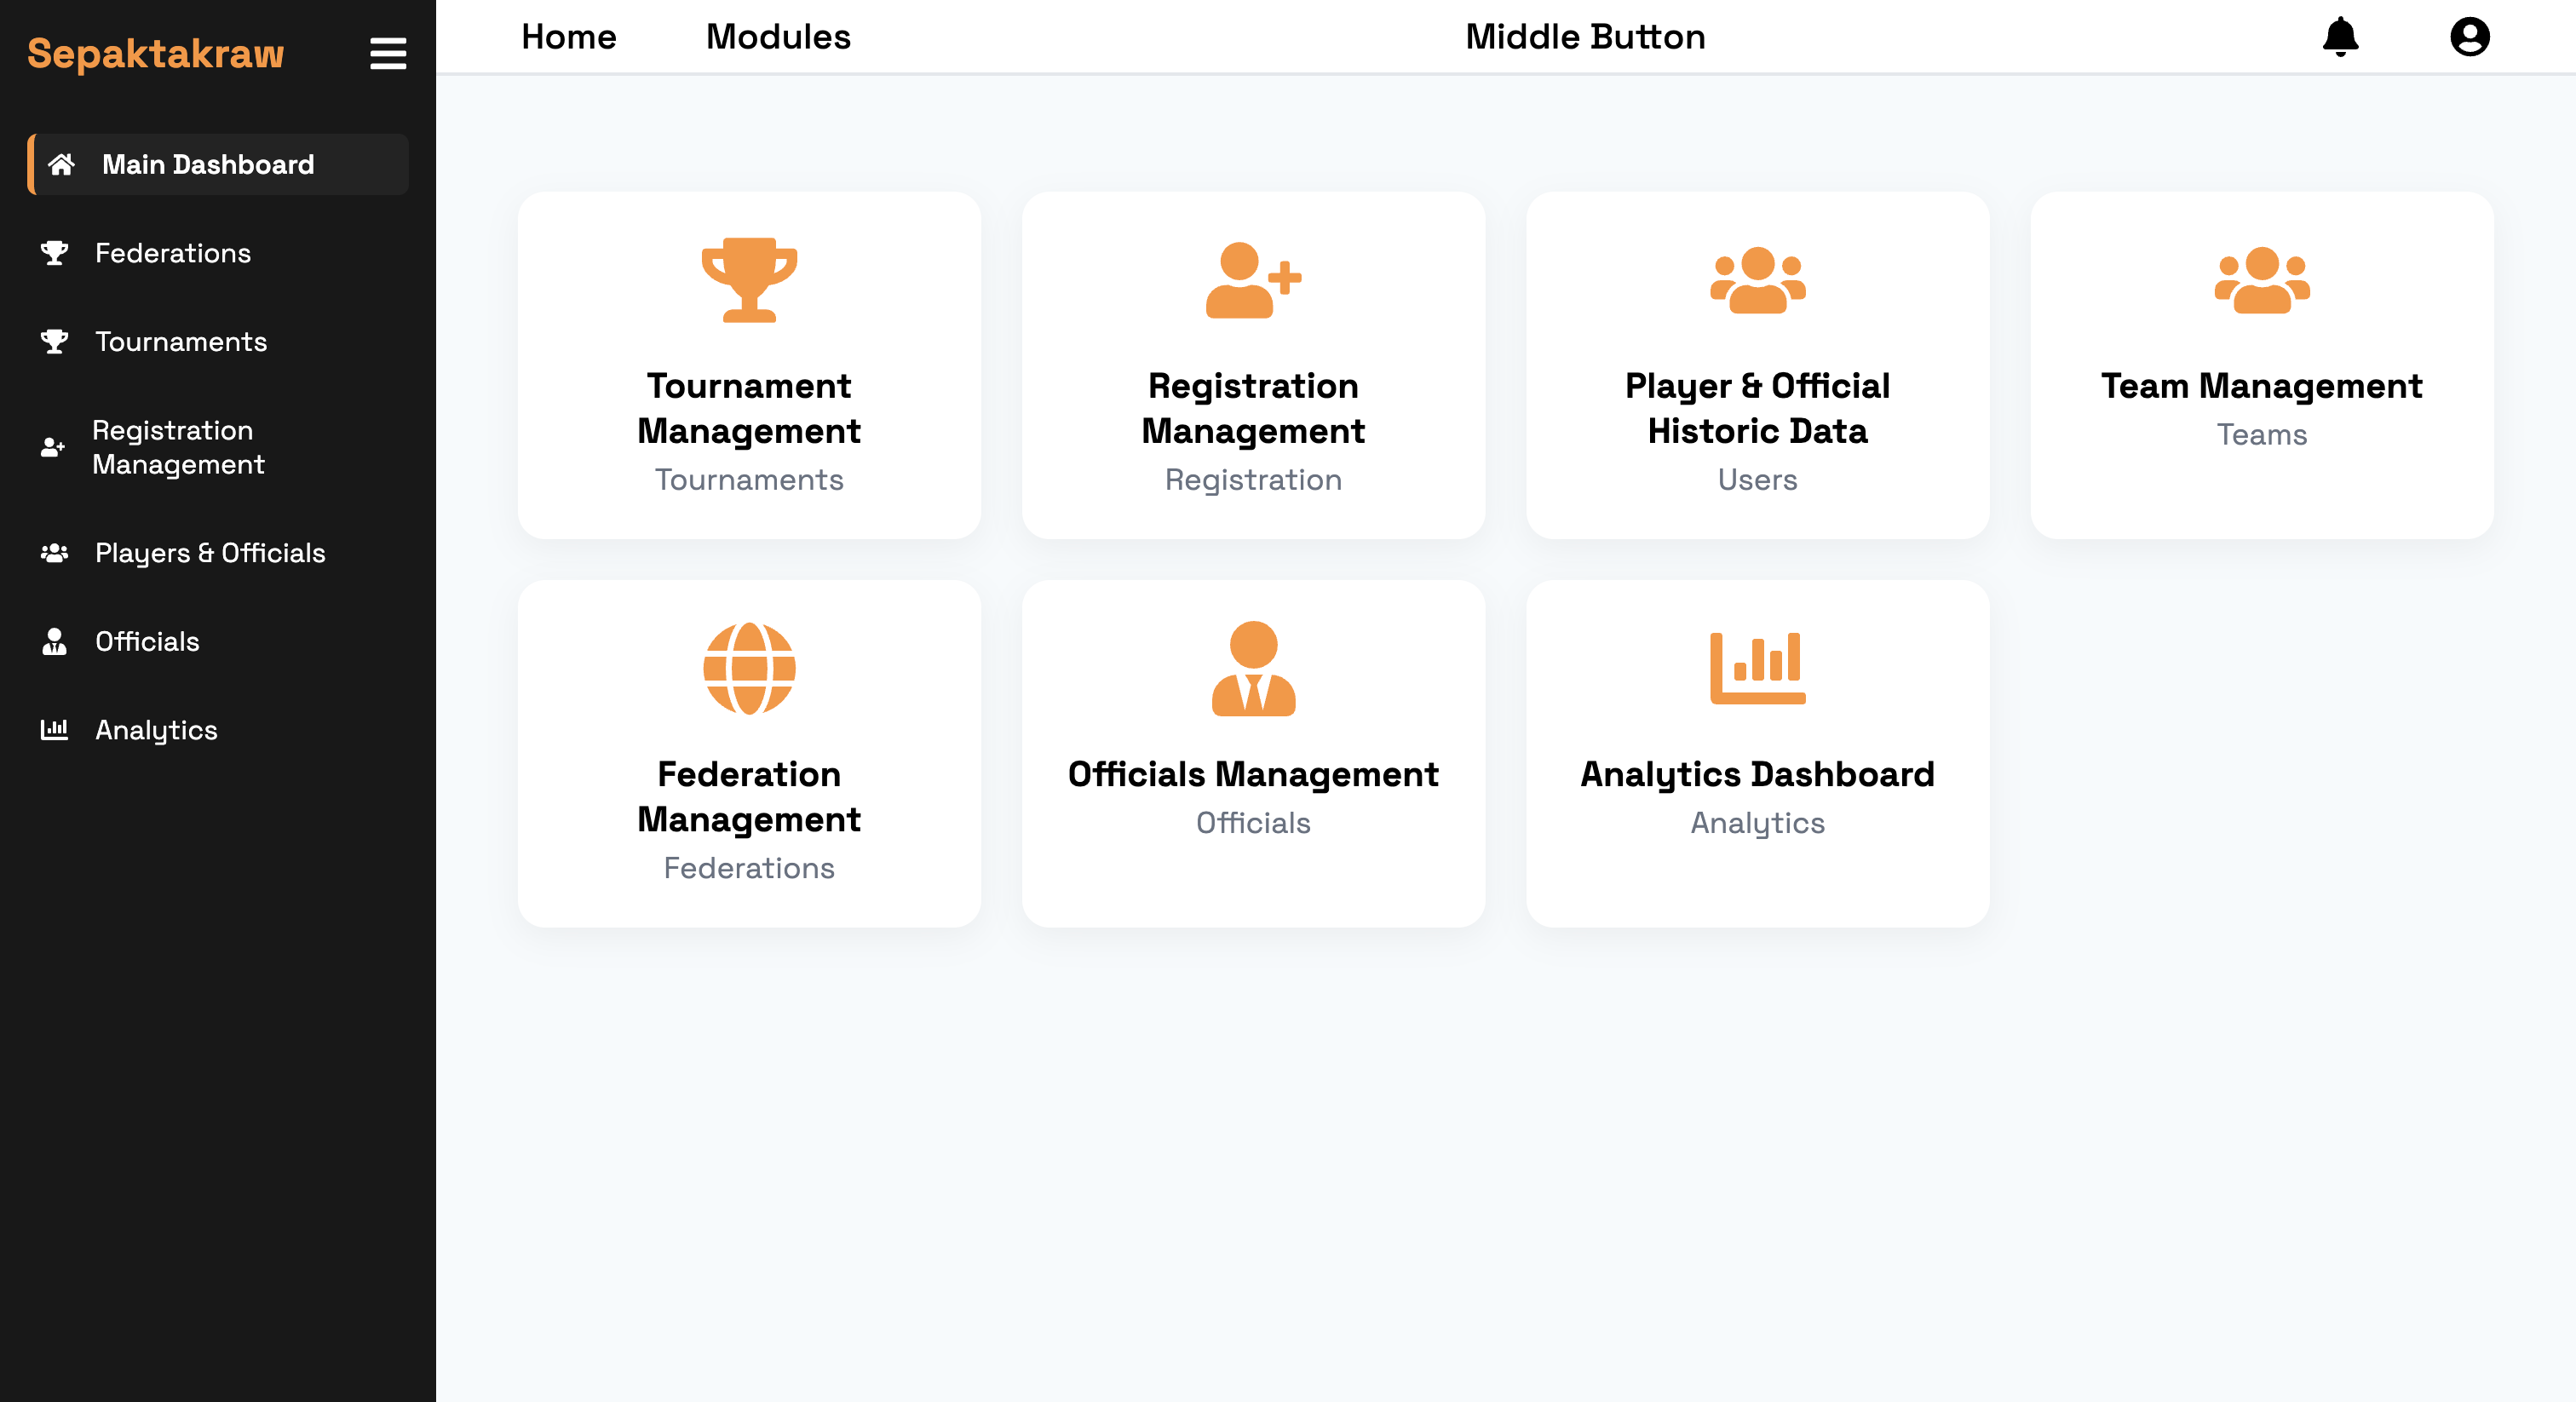 Sepaktakraw
Main Dashboard
Federations
Tournaments
Registration
Management
Players & Officials
Officials
Analytics
Home
Modules
Middle Button
Tournament
Management
Tournaments
Registration
Management
Registration
Player & Official
Historic Data
Users
Team Management
Teams
Federation
Management
Federations
Officials Management
Officials
Analytics Dashboard
Analytics